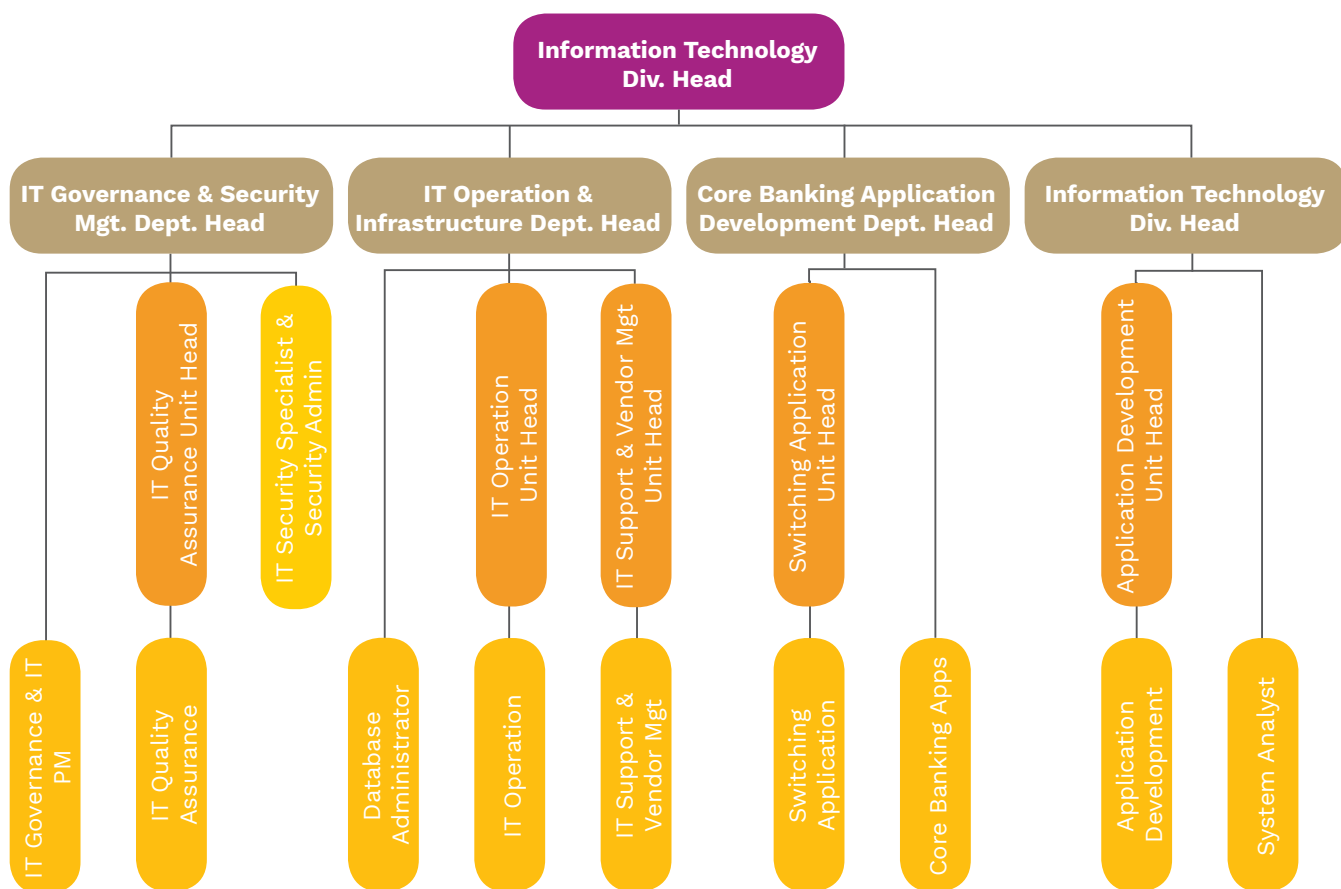 Information Technology
Div. Head
IT Governance & Security
Mgt. Dept. Head
IT Operation &
Infrastructure Dept. Head
Core Banking Application
Development Dept. Head
Information Technology
Div. Head
IT Quality
Assurance Unit Head
IT Security Specialist &
Security Admin
IT Operation
Unit Head
IT Support & Vendor Mgt
Unit Head
Switching Application
Unit Head
Application Development
Unit Head
IT Governance & IT
PM
IT Quality
Assurance
Database
Administrator
IT Operation
IT Support &
Vendor Mgt
Switching
Application
Core Banking Apps
Application
Development
System Analyst